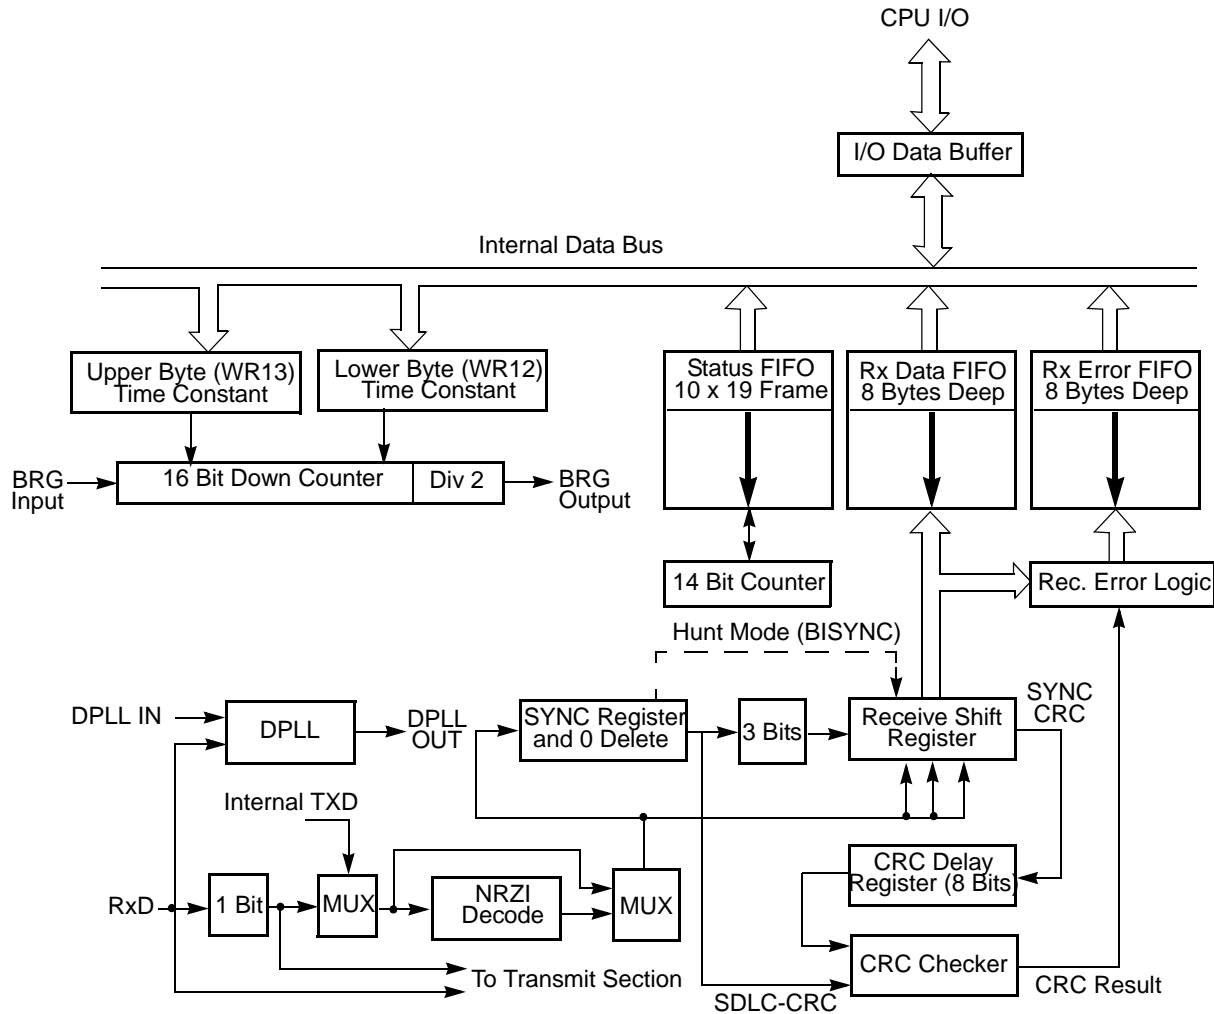 CPU I/O
I/O Data Buffer
Internal Data Bus
Upper Byte (WR13)
Time Constant
Lower Byte (WR12)
Time Constant
Status FIFO
10 x 19 Frame
Rx Data FIFO
8 Bytes Deep
Rx Error FIFO
8 Bytes Deep
BRG
Input
16 Bit Down Counter
Div 2
BRG
Output
14 Bit Counter
Rec. Error Logic
Hunt Mode (BISYNC)
DPLL IN
DPLL
DPLL
OUT
SYNC Register
and 0 Delete
3 Bits
Receive Shift
Register
SYNC
CRC
Internal TXD
CRC Delay
Register (8 Bits)
RxD
1 Bit
MUX
NRZI
Decode
MUX
To Transmit Section
CRC Checker
SDLC-CRC
CRC Result